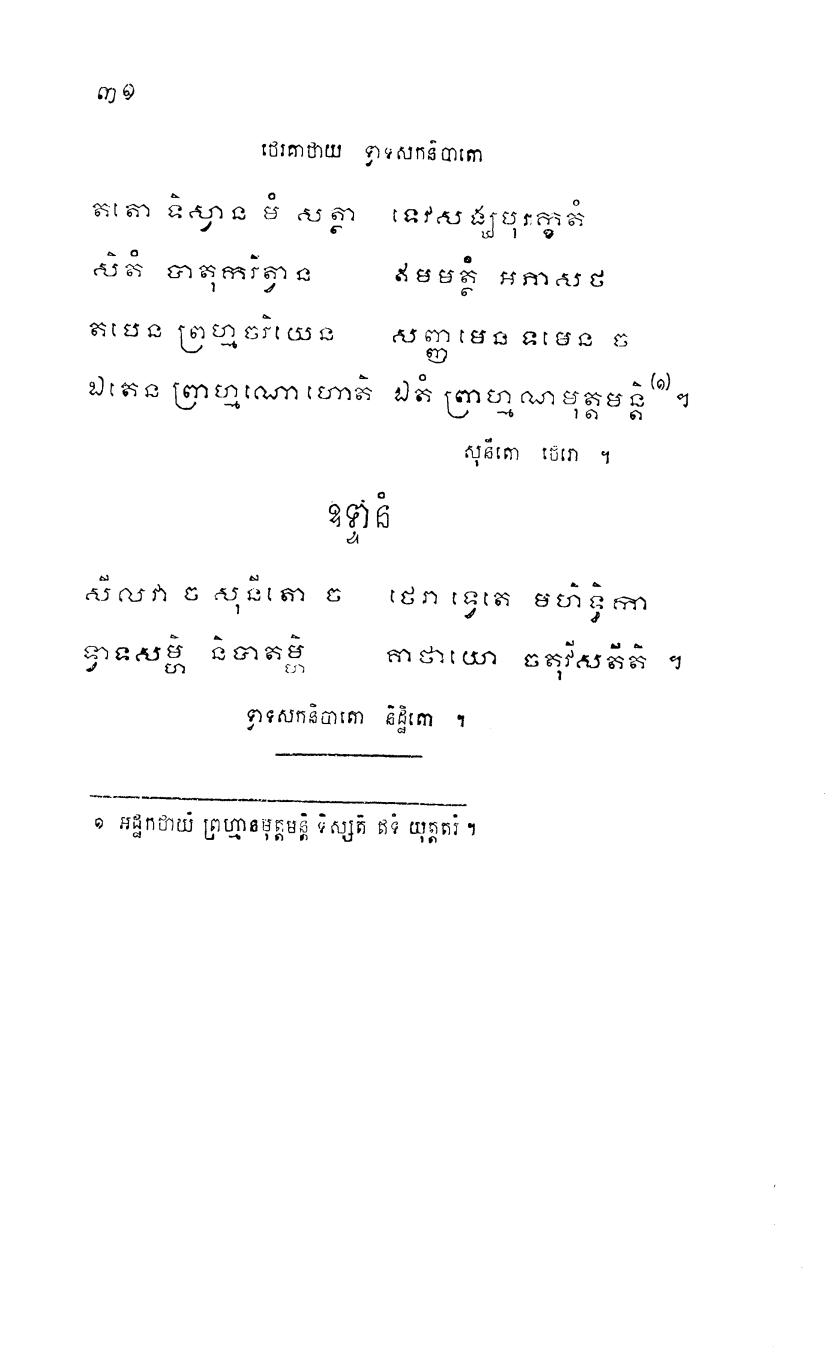 ៣១
ថេរគាថាយ ទ្វាទសកនិបាតោ
តតោ ទិស្វាន មំ សត្ថា ទេវសង្ឃបុរក្ខតំ
សិតំ បាតុករិត្វាន ឥមមត្ថំ អភាសថ
តបេន ព្រហ្មចរិយេន សញ្ញមេន ទមេន ច
ឯតេន ព្រាហ្មណោ ហោតិ ឯតំ ព្រាហ្មណមុត្តមន្តិ(១)។
សុនីតោ ថេរោ ។
ឧទ្ទានំ
សីលវា ច សុនីតោ ច ថេរា ទ្វេតេ មហិទ្ធិកា
ទ្វាទសម្ហិ និបាតម្ហិ គាថាយោ ចតុវីសតីតិ ។
ទ្វាទសកនិបាតោ និដ្ឋិតោ ។
១ អដ្ឋកថាយំ ព្រហ្មានមុត្តមន្តិ ទិស្សតិ ឥទំ យុត្តតរំ ។